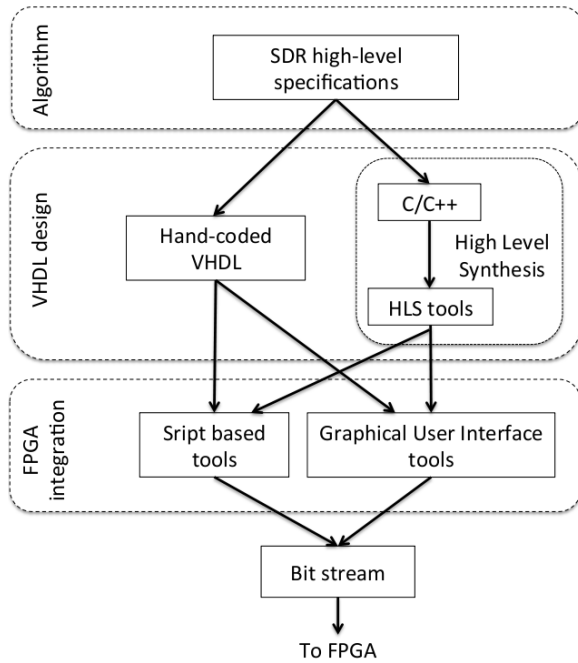 Algorithm
SDR high-level
specifications
VHDL design
Hand-coded
VHDL
C/C++
High Level
Synthesis
HLS tools
FPGA
integration
Sript based
tools
Graphical User Interface
tools
Bit stream
To FPGA